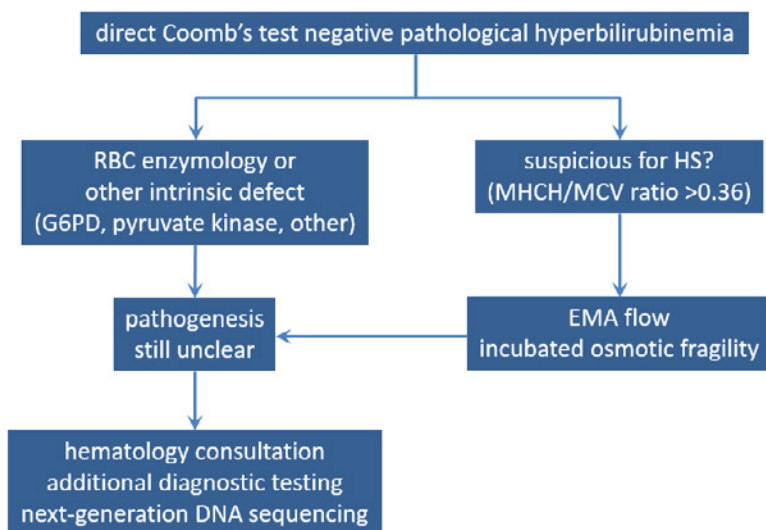 direct Coomb's test negative pathological hyperbilirubinemia
RBC enzymology or
other intrinsic defect
(G6PD, pyruvate kinase, other)
suspicious for HS?
(MHCH/MCV ratio >0.36)
pathogenesis
still unclear
EMA flow
incubated osmotic fragility
hematology consultation
additional diagnostic testing
next-generation DNA sequencing